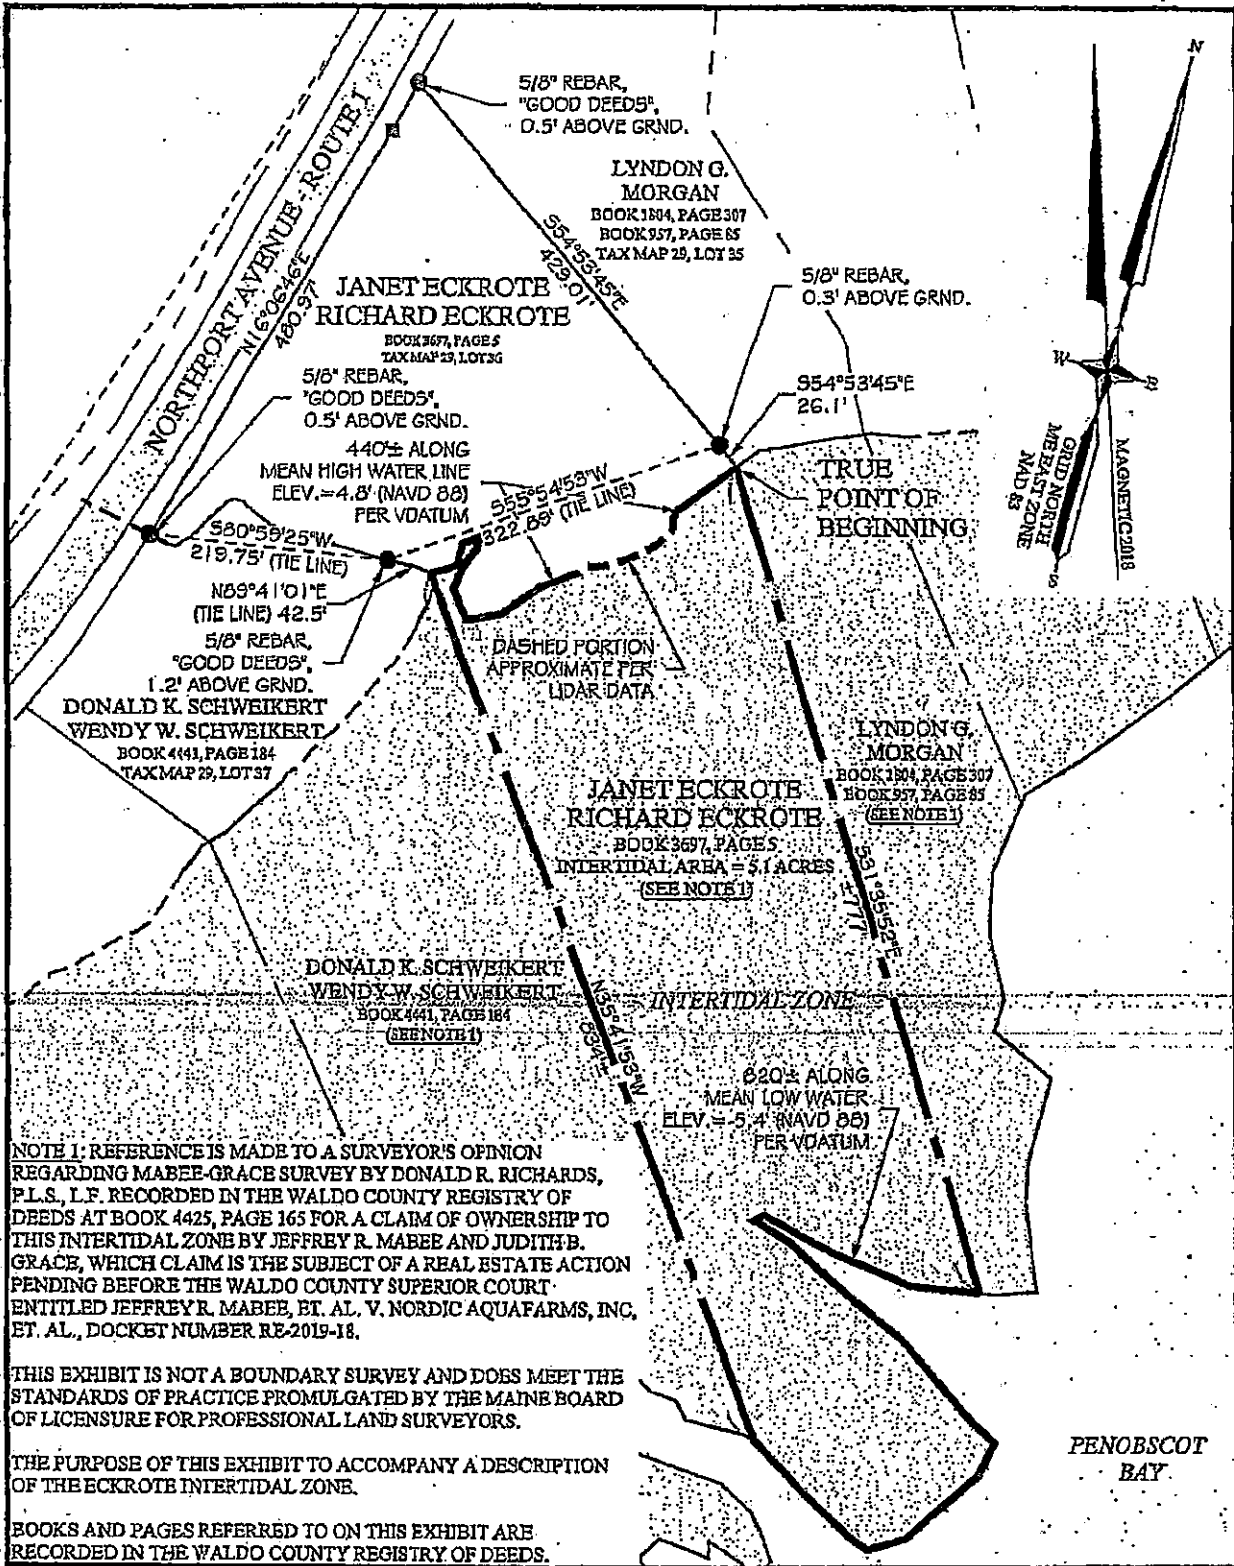 5/8" REBAR,
"GOOD DEEDS",
0.5' ABOVE GRND.
LYNDON G.
MORGAN
BOOK 1804, PAGE 307
BOOK 957, PAGE 85
TAX MAP 29, LOT 35
N
NORTHPORT AVENUE - ROUTE 1
N16°06'46"E
480.97'
S54°53'45"E
429.01'
JANET ECKROTE
RICHARD ECKROTE
BOOK 3697, PAGE 5
TAX MAP 29, LOT 36
5/8" REBAR,
0.3' ABOVE GRND.
5/8" REBAR,
"GOOD DEEDS",
0.5' ABOVE GRND.
S54°53'45"E
26.1'
W
E
S
GRID NORTH
ME EAST ZONE
NAD 83
MAGNETIC 2018
440'± ALONG
MEAN HIGH WATER LINE
ELEV.=4.8' (NAVD 88)
PER VDATUM
S55°54'53"W
322.89' (TIE LINE)
TRUE
POINT OF
BEGINNING
S80°59'25"W
219.75' (TIE LINE)
N89°41'01"E
(TIE LINE) 42.5'
5/8" REBAR,
"GOOD DEEDS",
1.2' ABOVE GRND.
DASHED PORTION
APPROXIMATE PER
LIDAR DATA
DONALD K. SCHWEIKERT
WENDY W. SCHWEIKERT
BOOK 4441, PAGE 184
TAX MAP 29, LOT 37
LYNDON G.
MORGAN
BOOK 1804, PAGE 307
BOOK 957, PAGE 85
(SEE NOTE 1)
JANET ECKROTE
RICHARD ECKROTE
BOOK 3697, PAGE 5
INTERTIDAL AREA = 5.1 ACRES
(SEE NOTE 1)
S31°35'52"E
777'±
DONALD K. SCHWEIKERT
WENDY W. SCHWEIKERT
BOOK 4441, PAGE 184
(SEE NOTE 1)
N35°41'53"W
834'±
INTERTIDAL ZONE
620'± ALONG
MEAN LOW WATER
ELEV = -5.4' (NAVD 88)
PER VDATUM
NOTE 1: REFERENCE IS MADE TO A SURVEYOR'S OPINION
REGARDING MABEE-GRACE SURVEY BY DONALD R. RICHARDS,
P.L.S., L.F. RECORDED IN THE WALDO COUNTY REGISTRY OF
DEEDS AT BOOK 4425, PAGE 165 FOR A CLAIM OF OWNERSHIP TO
THIS INTERTIDAL ZONE BY JEFFREY R. MABEE AND JUDITH B.
GRACE, WHICH CLAIM IS THE SUBJECT OF A REAL ESTATE ACTION
PENDING BEFORE THE WALDO COUNTY SUPERIOR COURT
ENTITLED JEFFREY R. MABEE, ET. AL. V. NORDIC AQUAFARMS, INC,
ET. AL., DOCKET NUMBER RE-2019-18.
THIS EXHIBIT IS NOT A BOUNDARY SURVEY AND DOES MEET THE
STANDARDS OF PRACTICE PROMULGATED BY THE MAINE BOARD
OF LICENSURE FOR PROFESSIONAL LAND SURVEYORS.
THE PURPOSE OF THIS EXHIBIT TO ACCOMPANY A DESCRIPTION
OF THE ECKROTE INTERTIDAL ZONE.
BOOKS AND PAGES REFERRED TO ON THIS EXHIBIT ARE
RECORDED IN THE WALDO COUNTY REGISTRY OF DEEDS.
PENOBSCOT
BAY